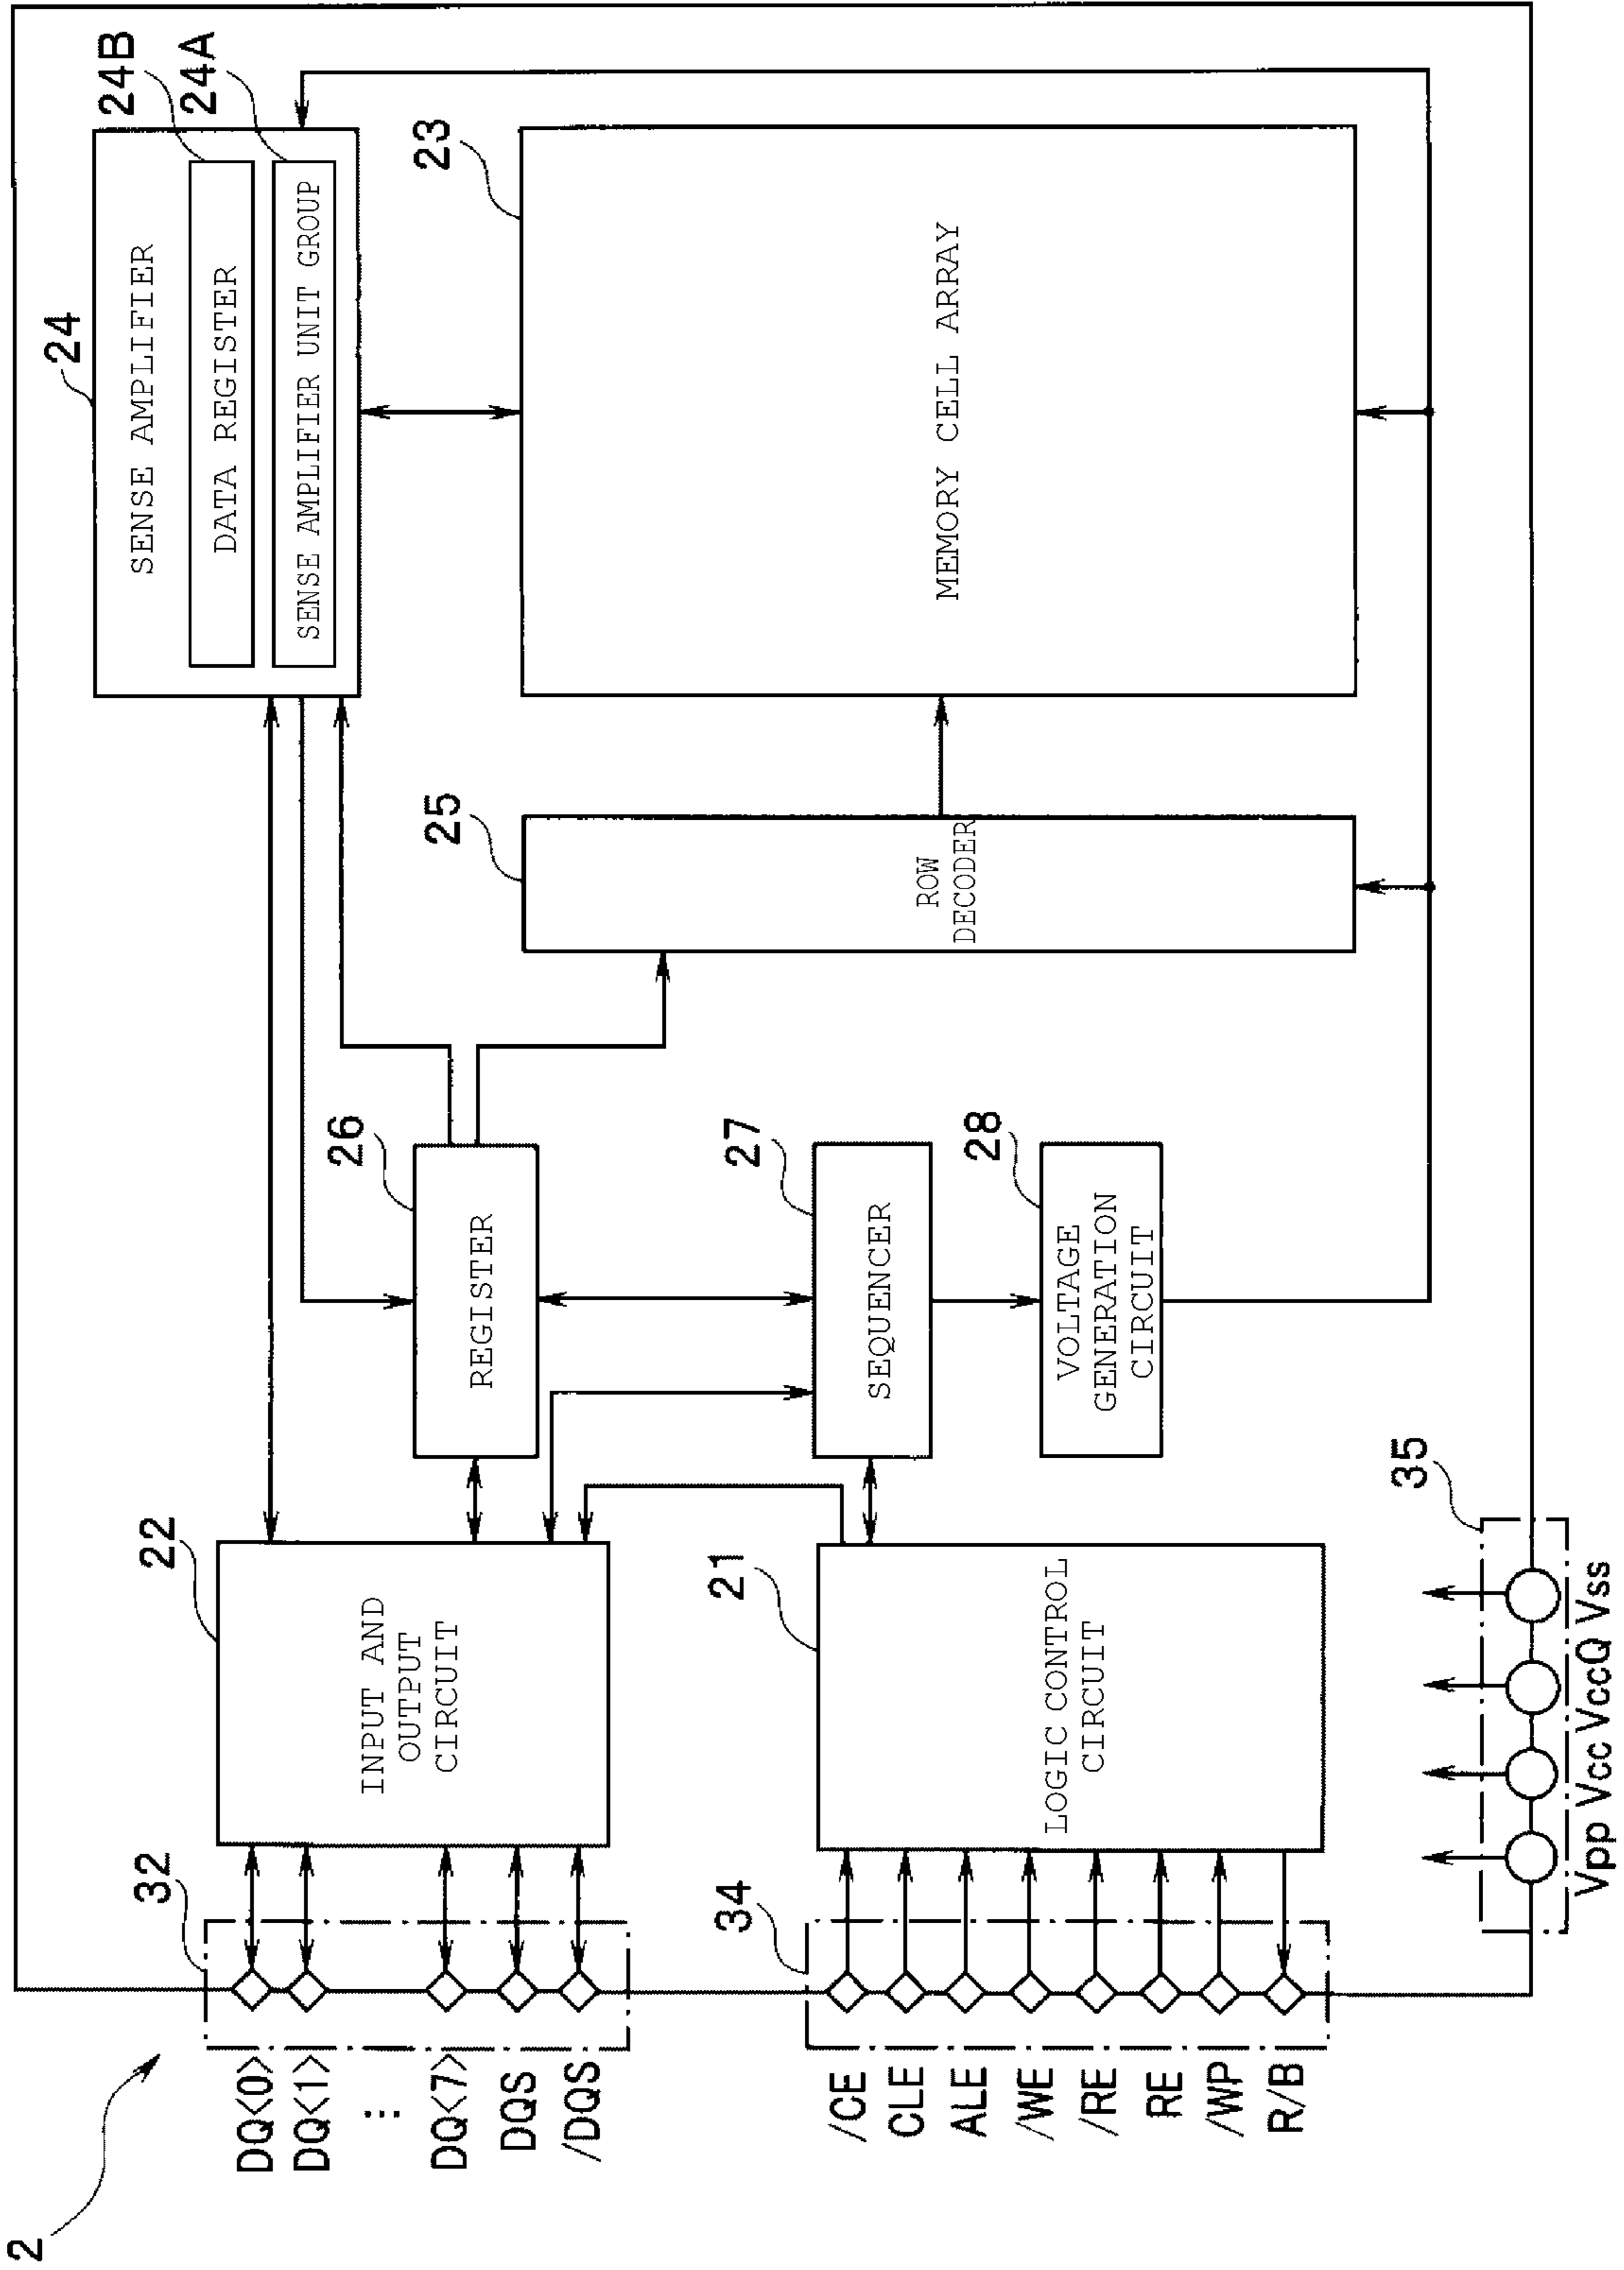 2
DQ<0>
DQ<1>
...
DQ<7>
DQS
/DQS
32
22
INPUT AND
OUTPUT
CIRCUIT
/CE
CLE
ALE
/WE
/RE
RE
/WP
R/B
34
21
LOGIC CONTROL
CIRCUIT
26
REGISTER
27
SEQUENCER
28
VOLTAGE
GENERATION
CIRCUIT
24
SENSE AMPLIFIER
24B
DATA REGISTER
24A
SENSE AMPLIFIER UNIT GROUP
25
ROW
DECODER
23
MEMORY CELL ARRAY
35
Vpp Vcc VccQ Vss